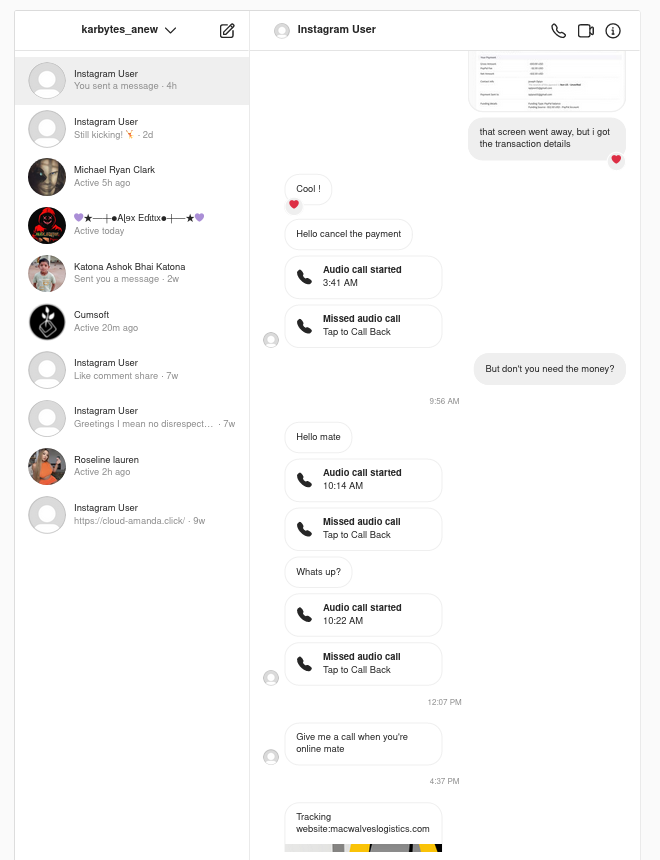 karbytes_anew
Instagram User
Instagram User
You sent a message · 4h
Instagram User
Still kicking! · 2d
Michael Ryan Clark
Active 5h ago
Active today
Katona Ashok Bhai Katona
Sent you a message · 2w
Cumsoft
Active 20m ago
Instagram User
Like comment share · 7w
Instagram User
Greetings I mean no disrespect… · 7w
Roseline lauren
Active 2h ago
Instagram User
https://cloud-amanda.click/ · 9w
that screen went away, but i got
the transaction details
Cool !
Hello cancel the payment
Audio call started
3:41 AM
Missed audio call
Tap to Call Back
But don't you need the money?
9:56 AM
Hello mate
Audio call started
10:14 AM
Missed audio call
Tap to Call Back
Whats up?
Audio call started
10:22 AM
Missed audio call
Tap to Call Back
12:07 PM
Give me a call when you're
online mate
4:37 PM
Tracking
website:macwalveslogistics.com